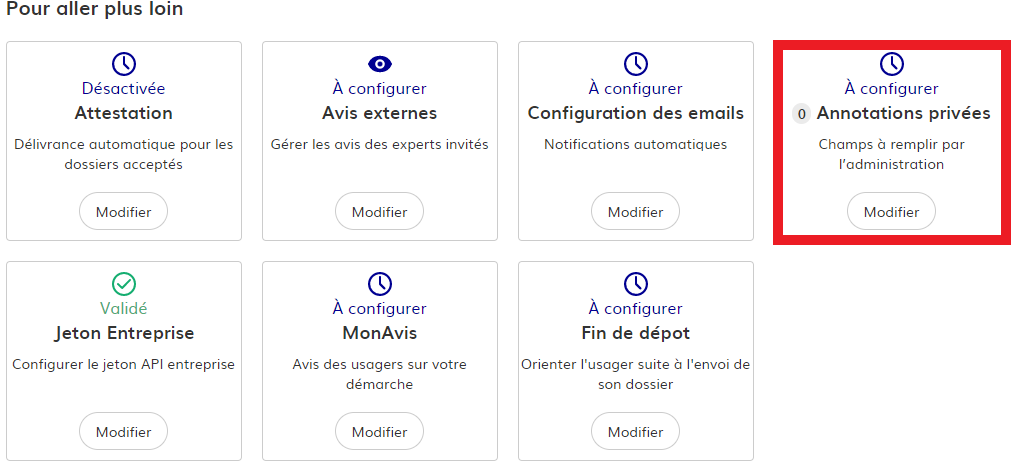 Pour aller plus loin
Désactivée
Attestation
Délivrance automatique pour les
dossiers acceptés
Modifier
À configurer
Avis externes
Gérer les avis des experts invités
Modifier
À configurer
Configuration des emails
Notifications automatiques
Modifier
À configurer
0 Annotations privées
Champs à remplir par
l’administration
Modifier
Validé
Jeton Entreprise
Configurer le jeton API entreprise
Modifier
À configurer
MonAvis
Avis des usagers sur votre
démarche
Modifier
À configurer
Fin de dépot
Orienter l'usager suite à l'envoi de
son dossier
Modifier